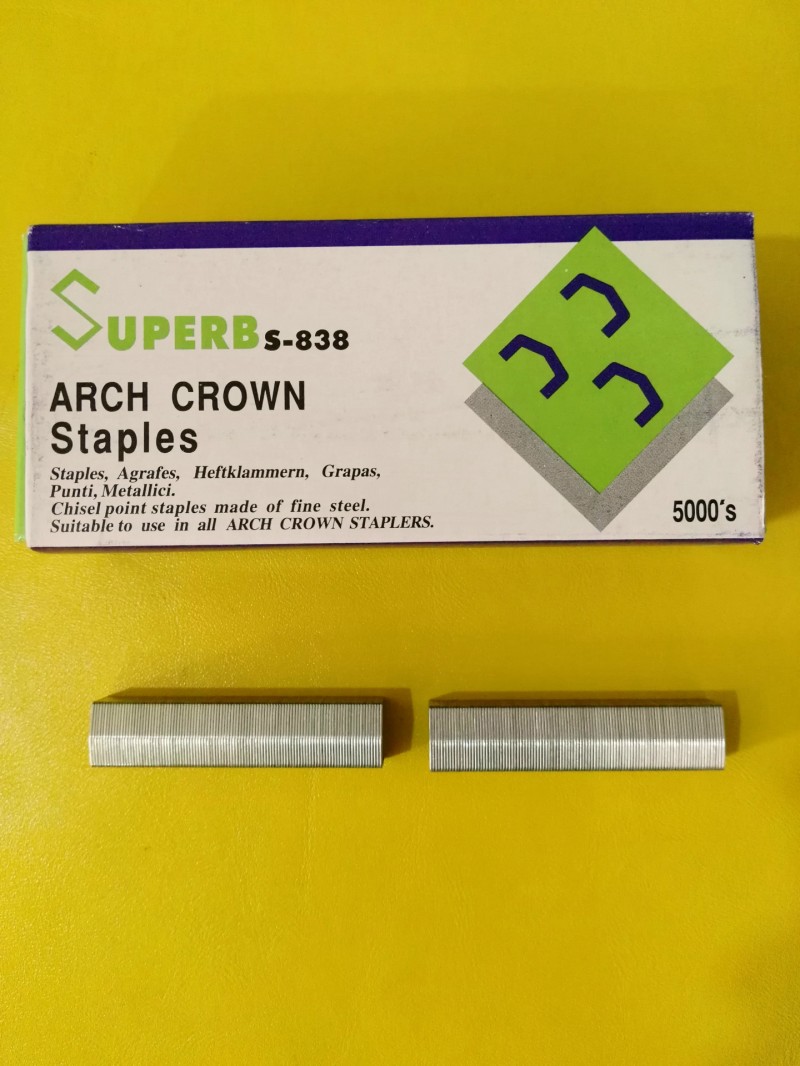 SUPERB S-838
ARCH CROWN
Staples
Staples, Agrafes, Heftklammern, Grapas,
Punti, Metallici.
Chisel point staples made of fine steel.
Suitable to use in all ARCH CROWN STAPLERS.
5000's